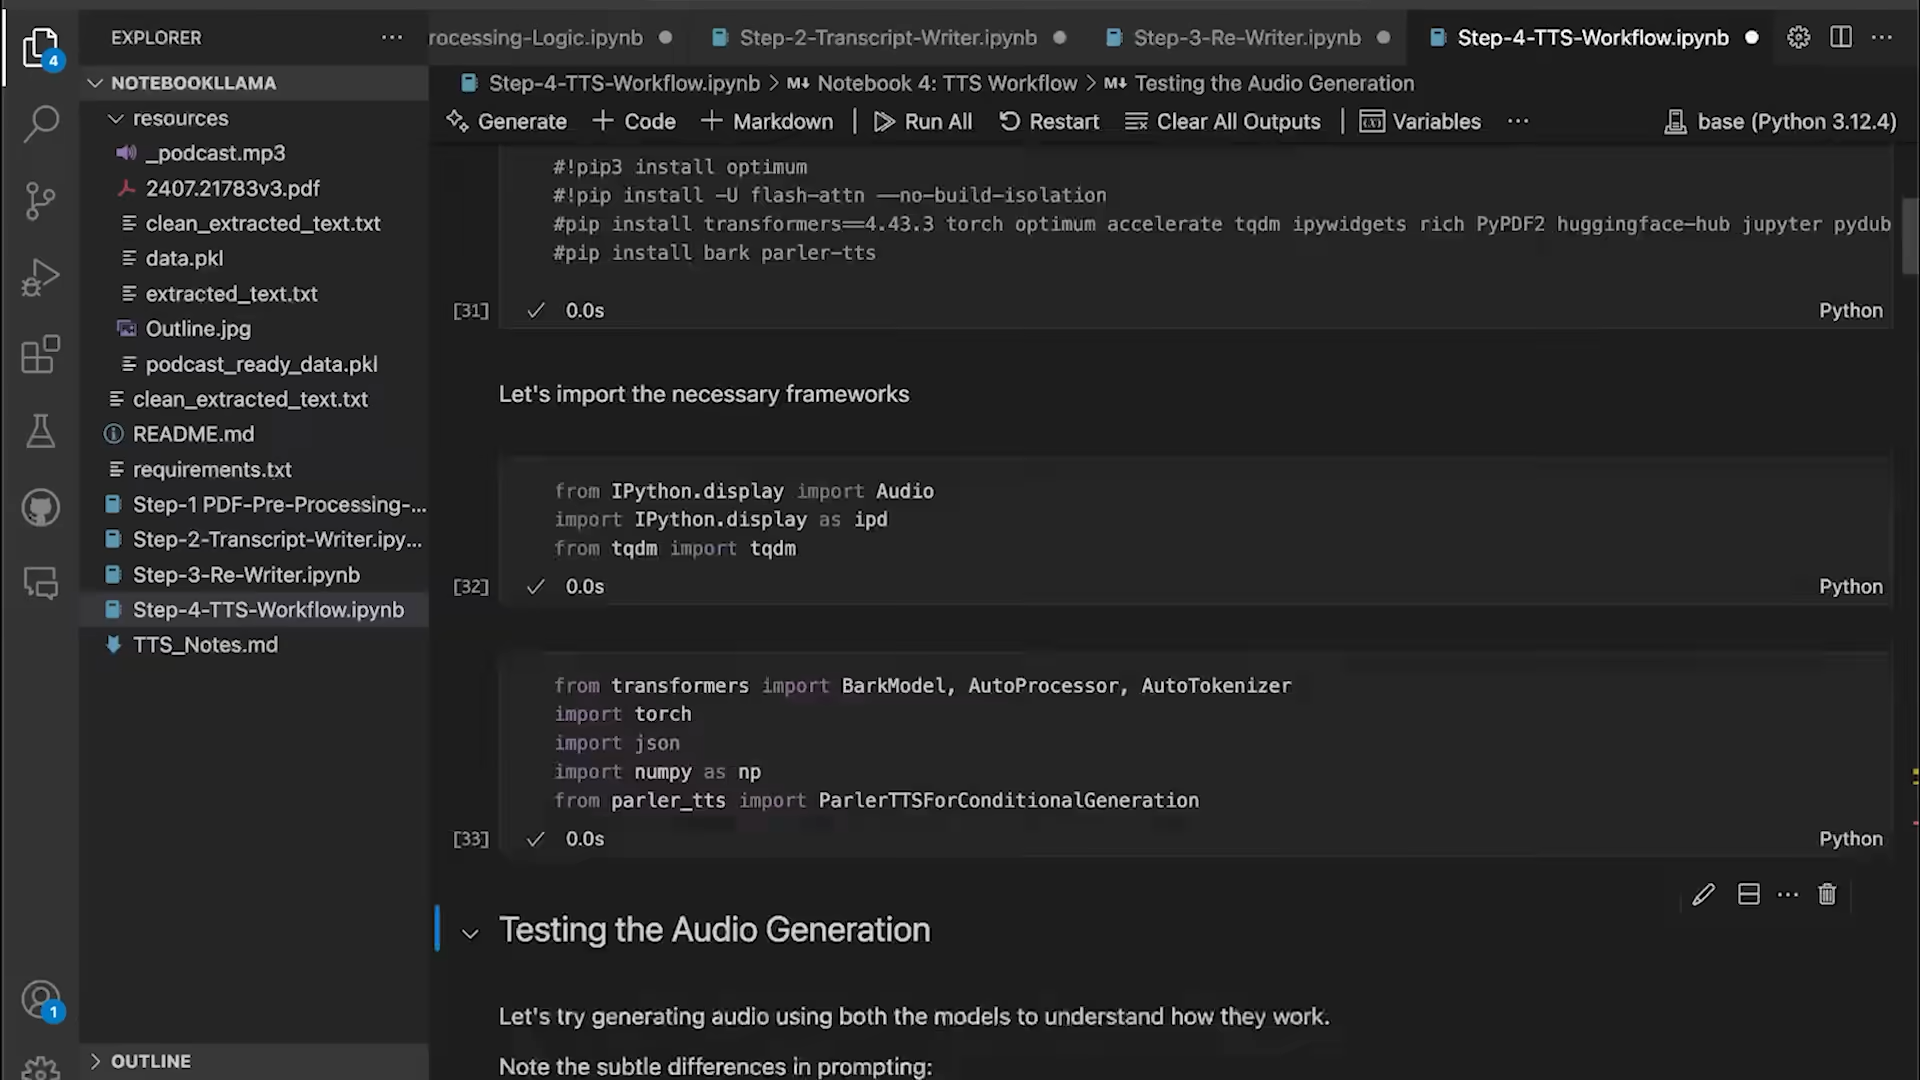 EXPLORER
4
NOTEBOOKLLAMA
resources
_podcast.mp3
2407.21783v3.pdf
clean_extracted_text.txt
data.pkl
extracted_text.txt
Outline.jpg
podcast_ready_data.pkl
clean_extracted_text.txt
README.md
requirements.txt
Step-1 PDF-Pre-Processing-...
Step-2-Transcript-Writer.ipy...
Step-3-Re-Writer.ipynb
Step-4-TTS-Workflow.ipynb
TTS_Notes.md
1
OUTLINE
rocessing-Logic.ipynb
Step-2-Transcript-Writer.ipynb
Step-3-Re-Writer.ipynb
Step-4-TTS-Workflow.ipynb
Step-4-TTS-Workflow.ipynb > M↓ Notebook 4: TTS Workflow > M↓ Testing the Audio Generation
Generate + Code + Markdown | Run All Restart Clear All Outputs | Variables ... base (Python 3.12.4)
#!pip3 install optimum
#!pip install -U flash-attn --no-build-isolation
#pip install transformers==4.43.3 torch optimum accelerate tqdm ipywidgets rich PyPDF2 huggingface-hub jupyter pydub
#pip install bark parler-tts
[31] ✓ 0.0s Python
Let's import the necessary frameworks
from IPython.display import Audio
import IPython.display as ipd
from tqdm import tqdm
[32] ✓ 0.0s Python
from transformers import BarkModel, AutoProcessor, AutoTokenizer
import torch
import json
import numpy as np
from parler_tts import ParlerTTSForConditionalGeneration
[33] ✓ 0.0s Python
Testing the Audio Generation
Let's try generating audio using both the models to understand how they work.
Note the subtle differences in prompting: